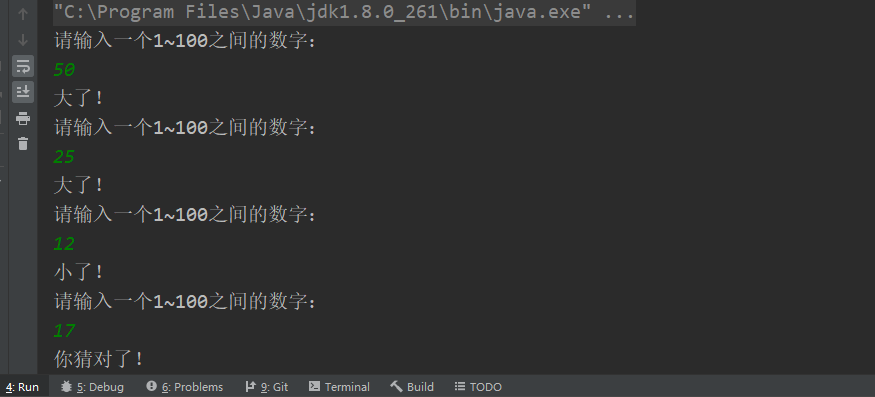 "C:\Program Files\Java\jdk1.8.0_261\bin\java.exe" ...
请输入一个1~100之间的数字:
50
大了!
请输入一个1~100之间的数字:
25
大了!
请输入一个1~100之间的数字:
12
小了!
请输入一个1~100之间的数字:
17
你猜对了!
4: Run 5: Debug 6: Problems 9: Git Terminal Build TODO